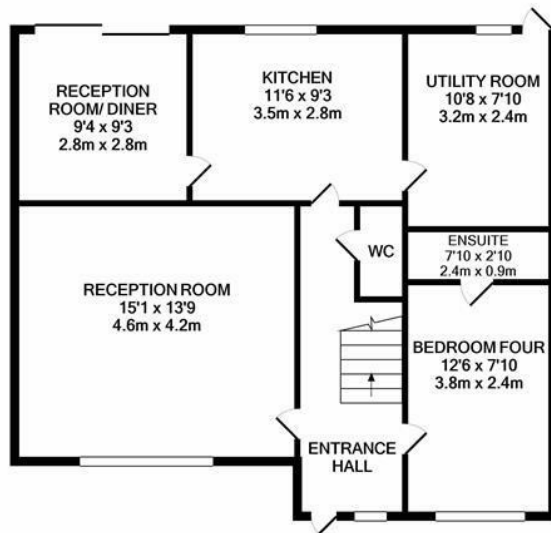 RECEPTION
ROOM/ DINER
9'4 x 9'3
2.8m x 2.8m
KITCHEN
11'6 x 9'3
3.5m x 2.8m
UTILITY ROOM
10'8 x 7'10
3.2m x 2.4m
WC
ENSUITE
7'10 x 2'10
2.4m x 0.9m
RECEPTION ROOM
15'1 x 13'9
4.6m x 4.2m
BEDROOM FOUR
12'6 x 7'10
3.8m x 2.4m
ENTRANCE
HALL